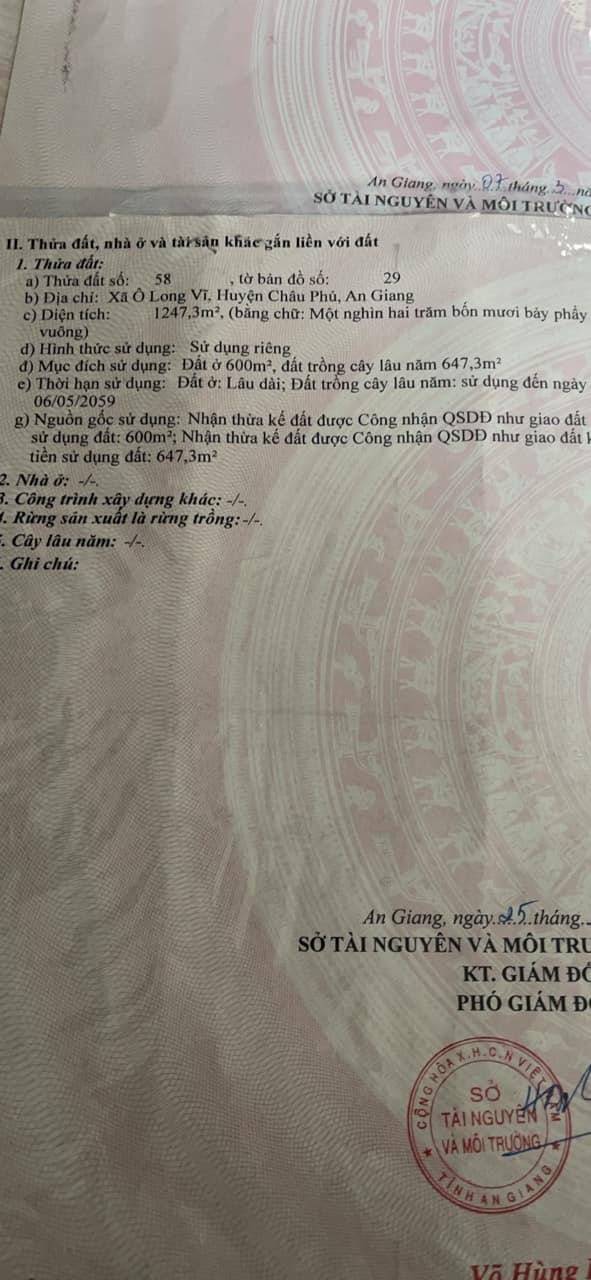 An Giang, ngày 07 tháng 3
SỞ TÀI NGUYÊN VÀ MÔI TRƯỜNG
II. Thửa đất, nhà ở và tài sản khác gắn liền với đất
1. Thửa đất:
a) Thửa đất số: 58 , tờ bản đồ số: 29
b) Địa chỉ: Xã Ô Long Vĩ, Huyện Châu Phú, An Giang
c) Diện tích: 1247,3m², (bằng chữ: Một nghìn hai trăm bốn mươi bảy phẩy
vuông)
d) Hình thức sử dụng: Sử dụng riêng
đ) Mục đích sử dụng: Đất ở 600m², đất trồng cây lâu năm 647,3m²
e) Thời hạn sử dụng: Đất ở: Lâu dài; Đất trồng cây lâu năm: sử dụng đến ngày
06/05/2059
g) Nguồn gốc sử dụng: Nhận thừa kế đất được Công nhận QSDĐ như giao đất
sử dụng đất: 600m²; Nhận thừa kế đất được Công nhận QSDĐ như giao đất k
tiền sử dụng đất: 647,3m²
2. Nhà ở: -/-.
3. Công trình xây dựng khác: -/-.
4. Rừng sản xuất là rừng trồng: -/-.
5. Cây lâu năm: -/-.
. Ghi chú:
An Giang, ngày 25 tháng
SỞ TÀI NGUYÊN VÀ MÔI TRƯ
KT. GIÁM ĐỐ
PHÓ GIÁM Đ
CỘNG HÒA X.H.C.N VIỆT NAM
SỞ
TÀI NGUYÊN
VÀ MÔI TRƯỜNG
TỈNH AN GIANG
Võ Hùng